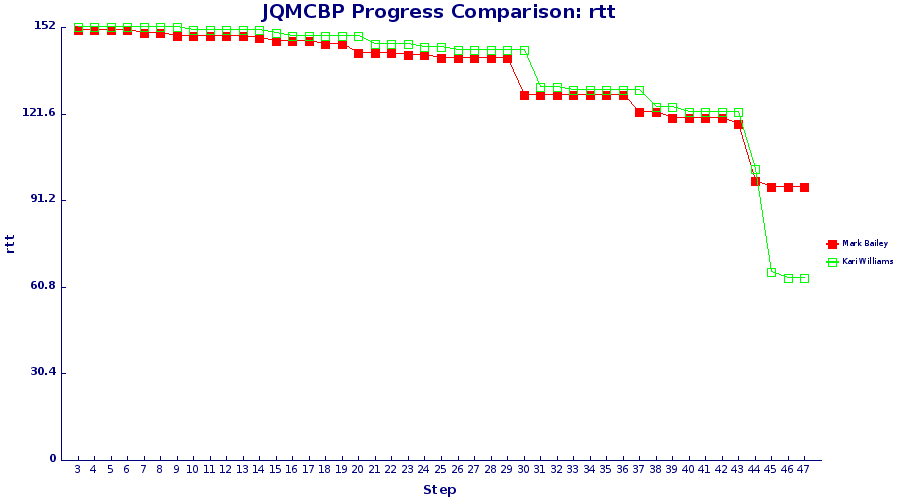 JQMCBP Progress Comparison: rtt
152
121.6
91.2
60.8
30.4
0
rtt
3 4 5 6 7 8 9 10 11 12 13 14 15 16 17 18 19 20 21 22 23 24 25 26 27 28 29 30 31 32 33 34 35 36 37 38 39 40 41 42 43 44 45 46 47
Step
Mark Bailey
Kari Williams